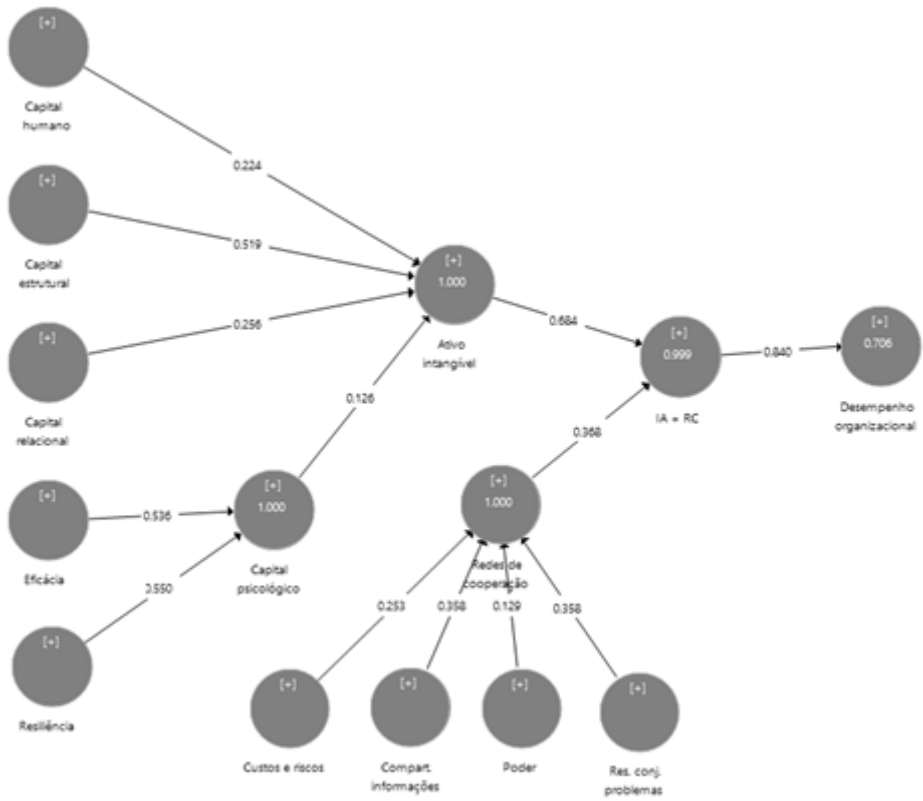 [+]
Capital
humano
0.224
[+]
Capital
estrutural
0.519
[+]
Capital
relacional
0.256
[+]
1.000
Ativo
intangível
0.684
[+]
0.999
IA + RC
0.840
[+]
0.706
Desempenho
organizacional
0.126
0.368
[+]
Eficácia
0.536
[+]
1.000
Capital
psicológico
[+]
Resiliência
0.550
[+]
1.000
Redes de
cooperação
0.253
0.358
0.129
0.358
[+]
Custos e riscos
[+]
Compart.
informações
[+]
Poder
[+]
Res. conj.
problemas